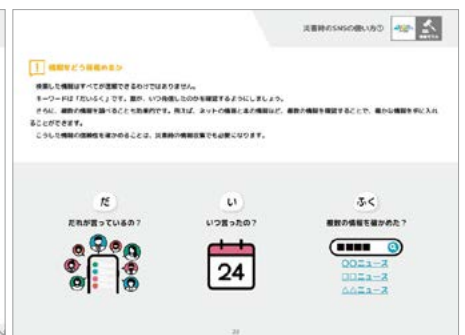 災害時のSNSの使い方①
情報をどう見極める？
検索した情報はすべてが信頼できるわけではありません。
キーワードは「だいふく」です。誰が、いつ発信したのかを確認するようにしましょう。
さらに、複数の情報を調べることも効果的です。例えば、ネットの情報と本の情報など、複数の情報を確認することで、確かな情報を手に入れ
ることができます。
こうした情報の信頼性を確かめることは、災害時の情報収集でも必要になります。
だ
い
ふく
だれが言っているの？
いつ言ったの？
複数の情報を確かめた？
24
〇〇ニュース
□□ニュース
△△ニュース